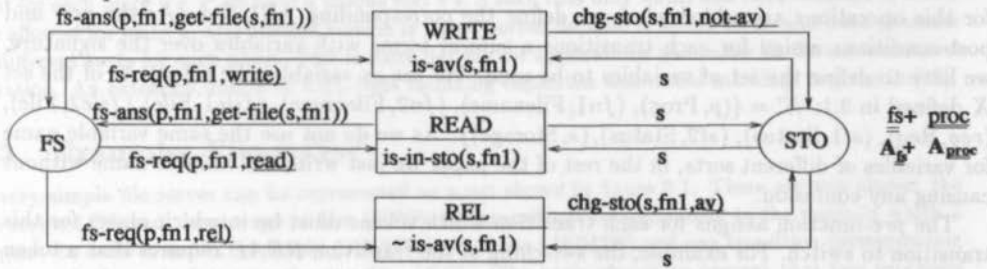 fs-ans(p,fn1,get-file(s,fn1))
WRITE
chg-sto(s,fn1,not-av)
is-av(s,fn1)
fs-req(p,fn1,write)
s
fs-ans(p,fn1,get-file(s,fn1))
READ
s
FS
STO
fs+ proc
fs-req(p,fn1,read)
is-in-sto(s,fn1)
s
REL
chg-sto(s,fn1,av)
fs-req(p,fn1,rel)
~ is-av(s,fn1)
s